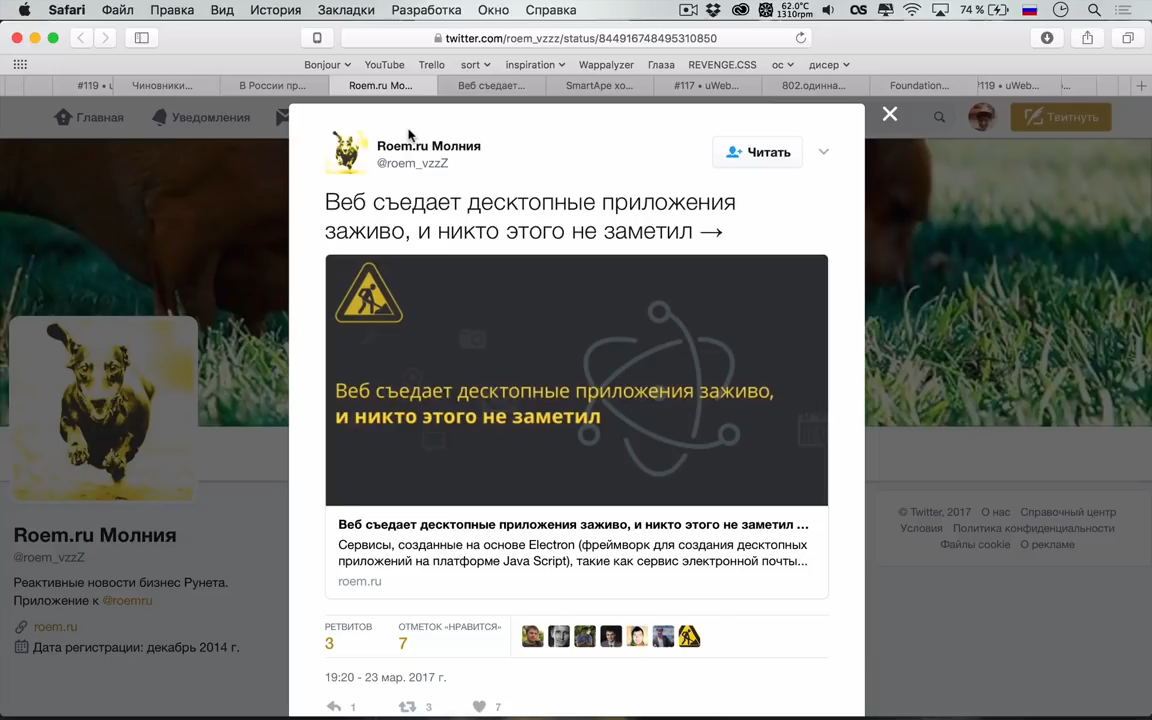 Safari Файл Правка Вид История Закладки Разработка Окно Справка 62.0°C 1310rpm 74 %
twitter.com/roem_vzzz/status/844916748495310850
Bonjour YouTube Trello sort inspiration Wappalyzer Глаза REVENGE.CSS ос дисер
#119 • u Чиновники... В России пр... Roem.ru Мо... Веб съедает... SmartApe хо... #117 • uWeb... 802.одинна... Foundation... #119 • uWeb...
Главная Уведомления Твитнуть
Roem.ru Молния
@roem_vzzZ
Читать
Веб съедает десктопные приложения
заживо, и никто этого не заметил →
Веб съедает десктопные приложения заживо,
и никто этого не заметил
Веб съедает десктопные приложения заживо, и никто этого не заметил ...
Сервисы, созданные на основе Electron (фреймворк для создания десктопных
приложений на платформе Java Script), такие как сервис электронной почты...
roem.ru
РЕТВИТОВ
3
ОТМЕТОК «НРАВИТСЯ»
7
19:20 - 23 мар. 2017 г.
1 3 7
Roem.ru Молния
@roem_vzzZ
Реактивные новости бизнес Рунета.
Приложение к @roemru
roem.ru
Дата регистрации: декабрь 2014 г.
© Twitter, 2017 О нас Справочный центр
Условия Политика конфиденциальности
Файлы cookie О рекламе